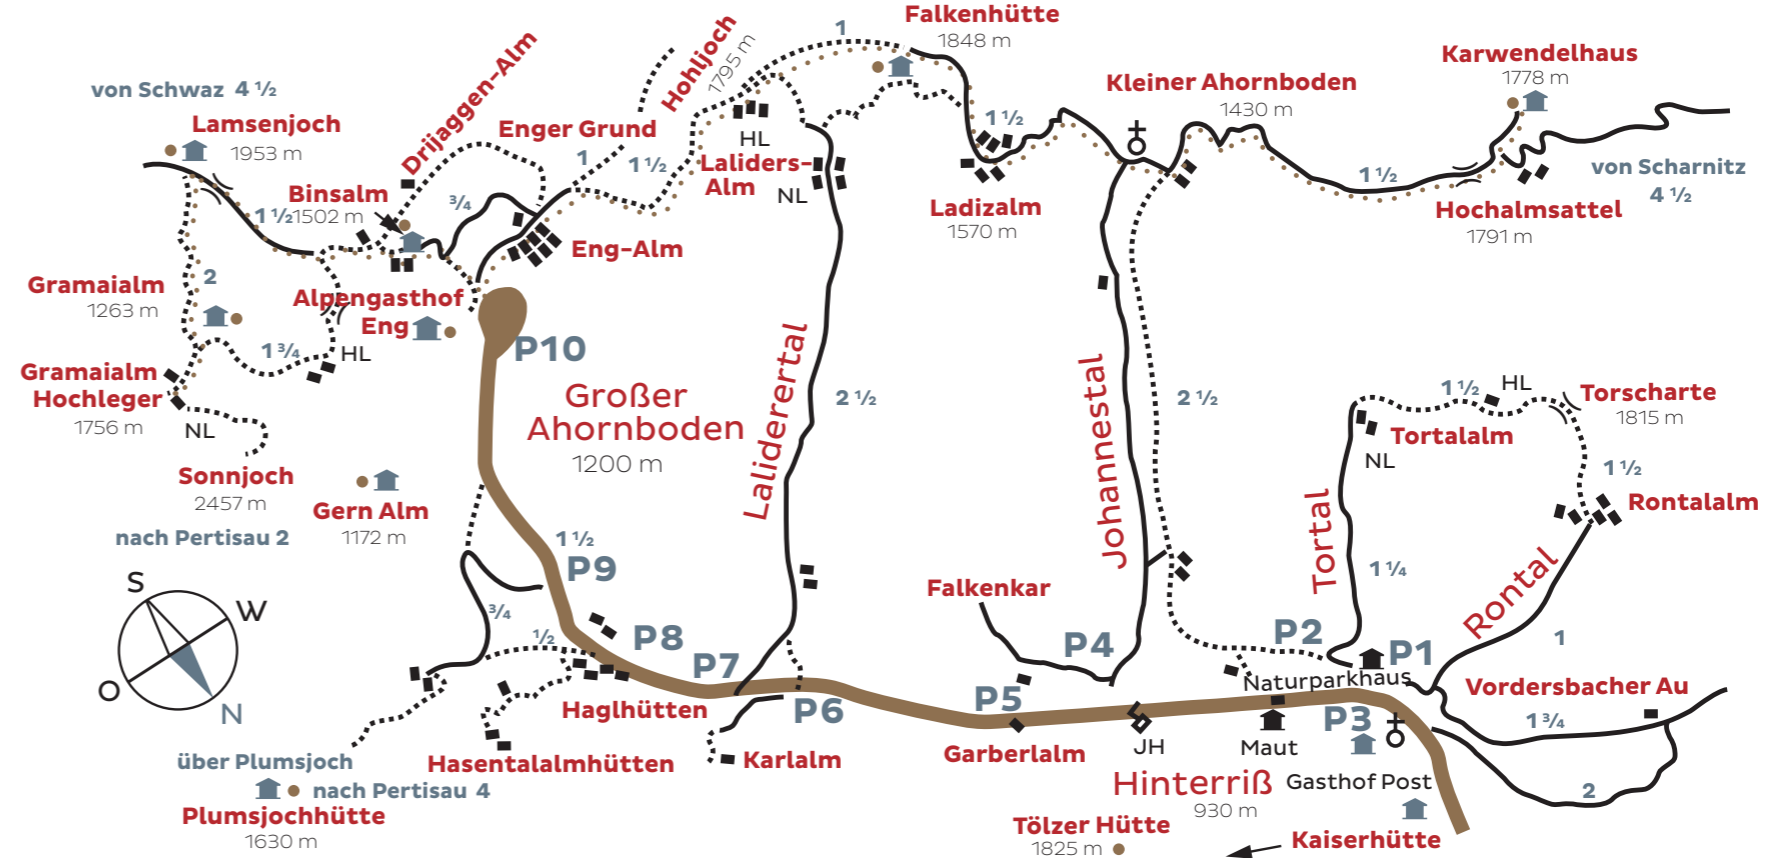 von Schwaz 4 ½
Lamsenjoch
1953 m
Drijaggen-Alm
Enger Grund
Hohljoch
1795 m
1
Falkenhütte
1848 m
Kleiner Ahornboden
1430 m
Karwendelhaus
1778 m
von Scharnitz
4 ½
Hochalmsattel
1791 m
1 ½
1 ½
Ladizalm
1570 m
HL
Laliders-
Alm
NL
1
1 ½
Binsalm
1502 m
1 ½
¾
Eng-Alm
Gramaialm
1263 m
2
Alpengasthof
Eng
P10
1 ¾
HL
Gramaialm
Hochleger
1756 m
NL
Sonnjoch
2457 m
nach Pertisau 2
Gern Alm
1172 m
Großer
Ahornboden
1200 m
Laliderertal
2 ½
Johannestal
2 ½
Tortal
1 ¼
1 ½
HL
Torscharte
1815 m
Tortalalm
NL
1 ½
Rontalalm
Rontal
1
S
W
O
N
1 ½
P9
¾
½
P8
P7
P6
Falkenkar
P4
P5
P2
P1
Naturparkhaus
P3
Vordersbacher Au
1 ¾
2
Haglhütten
Hasentalalmhütten
Karlalm
Garberlalm
JH
Maut
Hinterriß
930 m
Gasthof Post
über Plumsjoch
nach Pertisau 4
Plumsjochhütte
1630 m
Tölzer Hütte
1825 m
Kaiserhütte